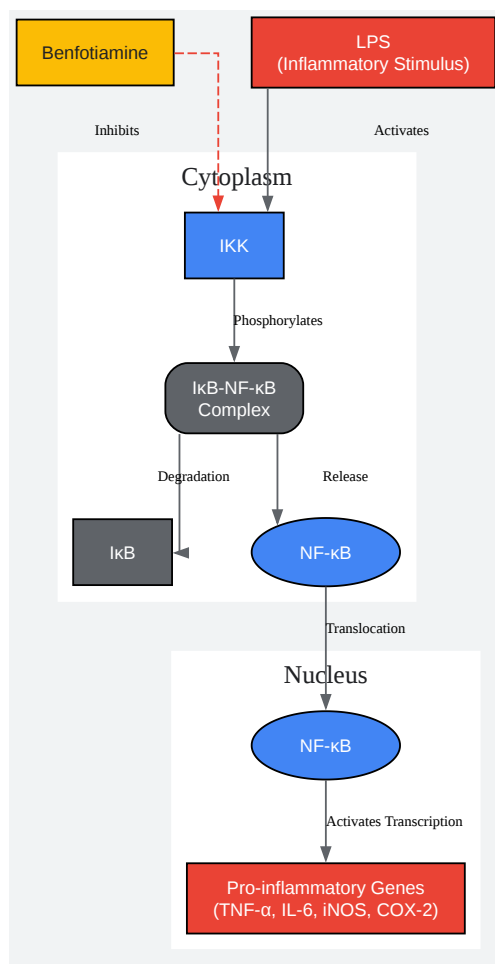 Benfotiamine
LPS
(Inflammatory Stimulus)
Inhibits
Activates
Cytoplasm
IKK
Phosphorylates
IκB-NF-κB
Complex
Degradation
Release
IκB
NF-κB
Translocation
Nucleus
NF-κB
Activates Transcription
Pro-inflammatory Genes
(TNF-α, IL-6, iNOS, COX-2)